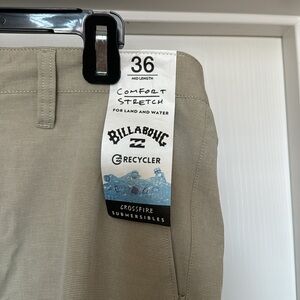 36
MID LENGTH
COMFORT
STRETCH
FOR LAND AND WATER
BILLABONG
RECYCLER
CROSSFIRE
SUBMERSIBLES